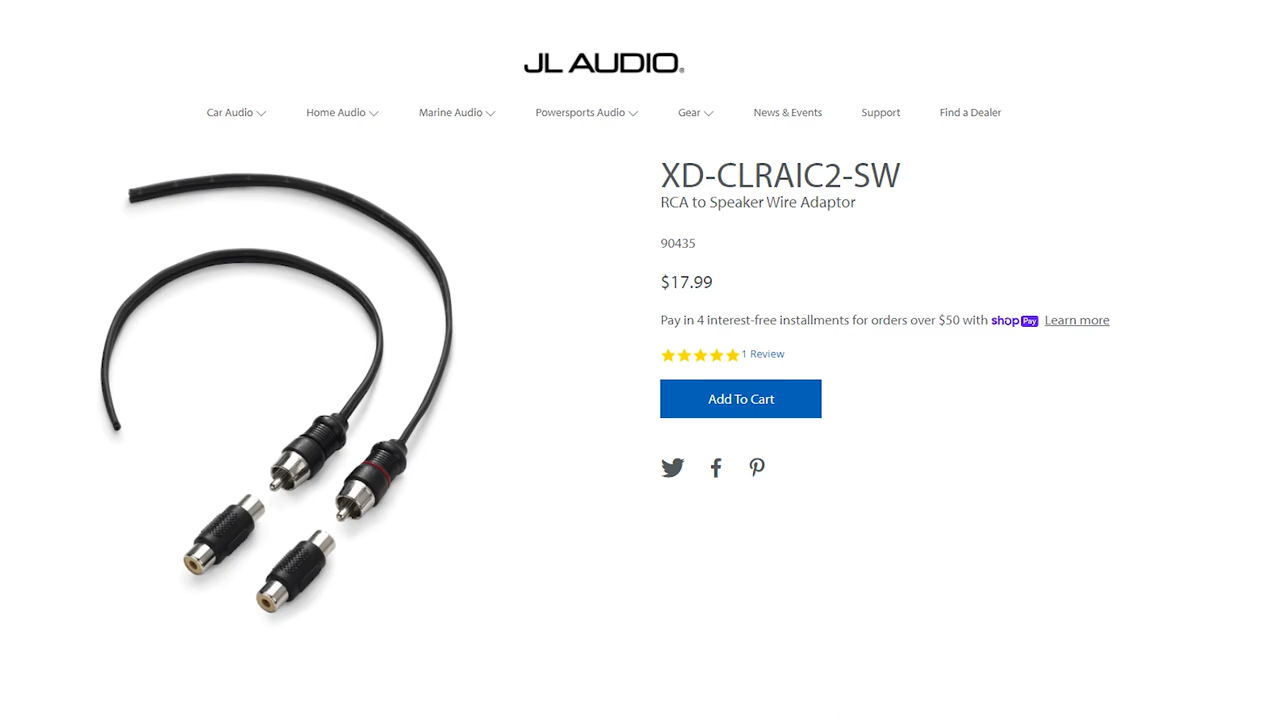 JL AUDIO®
Car Audio Home Audio Marine Audio Powersports Audio Gear News & Events Support Find a Dealer
XD-CLRAIC2-SW
RCA to Speaker Wire Adaptor
90435
$17.99
Pay in 4 interest-free installments for orders over $50 with shop Pay Learn more
1 Review
Add To Cart